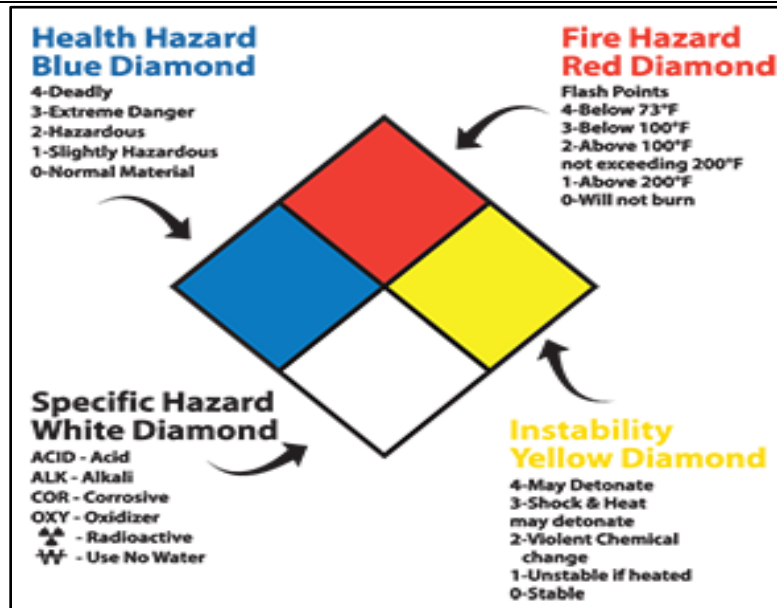 Health Hazard
Blue Diamond
4-Deadly
3-Extreme Danger
2-Hazardous
1-Slightly Hazardous
0-Normal Material
Fire Hazard
Red Diamond
Flash Points
4-Below 73°F
3-Below 100°F
2-Above 100°F
not exceeding 200°F
1-Above 200°F
0-Will not burn
Specific Hazard
White Diamond
ACID - Acid
ALK - Alkali
COR - Corrosive
OXY - Oxidizer
- Radioactive
W - Use No Water
Instability
Yellow Diamond
4-May Detonate
3-Shock & Heat
may detonate
2-Violent Chemical
change
1-Unstable if heated
0-Stable